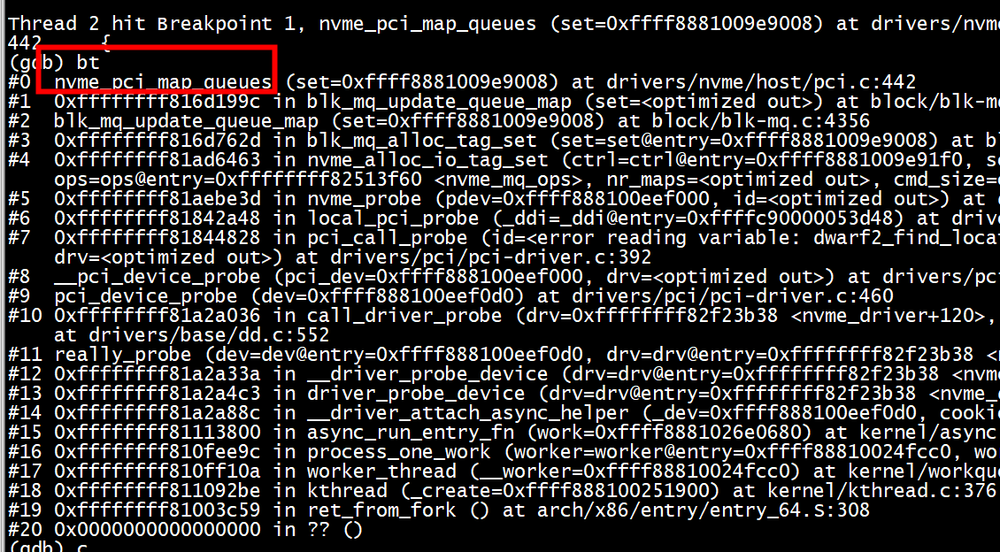 Thread 2 hit Breakpoint 1, nvme_pci_map_queues (set=0xffff8881009e9008) at drivers/nvme
442 {
(gdb) bt
#0 nvme_pci_map_queues (set=0xffff8881009e9008) at drivers/nvme/host/pci.c:442
#1 0xffffffff816d199c in blk_mq_update_queue_map (set=<optimized out>) at block/blk-m
#2 blk_mq_update_queue_map (set=0xffff8881009e9008) at block/blk-mq.c:4356
#3 0xffffffff816d762d in blk_mq_alloc_tag_set (set=set@entry=0xffff8881009e9008) at bl
#4 0xffffffff81ad6463 in nvme_alloc_io_tag_set (ctrl=ctrl@entry=0xffff8881009e91f0, s
ops=ops@entry=0xffffffff82513f60 <nvme_mq_ops>, nr_maps=<optimized out>, cmd_size=
#5 0xffffffff81aebe3d in nvme_probe (pdev=0xffff888100eef000, id=<optimized out>) at
#6 0xffffffff81842a48 in local_pci_probe (_ddi=_ddi@entry=0xffffc90000053d48) at drive
#7 0xffffffff81844828 in pci_call_probe (id=<error reading variable: dwarf2_find_locat
drv=<optimized out>) at drivers/pci/pci-driver.c:392
#8 __pci_device_probe (pci_dev=0xffff888100eef000, drv=<optimized out>) at drivers/pc
#9 pci_device_probe (dev=0xffff888100eef0d0) at drivers/pci/pci-driver.c:460
#10 0xffffffff81a2a036 in call_driver_probe (drv=0xffffffff82f23b38 <nvme_driver+120>,
at drivers/base/dd.c:552
#11 really_probe (dev=dev@entry=0xffff888100eef0d0, drv=drv@entry=0xffffffff82f23b38 <n
#12 0xffffffff81a2a33a in __driver_probe_device (drv=drv@entry=0xffffffff82f23b38 <nvme
#13 0xffffffff81a2a4c3 in driver_probe_device (drv=drv@entry=0xffffffff82f23b38 <nvme_
#14 0xffffffff81a2a88c in __driver_attach_async_helper (_dev=0xffff888100eef0d0, cooki
#15 0xffffffff81113800 in async_run_entry_fn (work=0xffff8881026e0680) at kernel/async
#16 0xffffffff810fee9c in process_one_work (worker=worker@entry=0xffff88810024fcc0, wo
#17 0xffffffff810ff10a in worker_thread (__worker=0xffff88810024fcc0) at kernel/workqu
#18 0xffffffff811092be in kthread (_create=0xffff888100251900) at kernel/kthread.c:376
#19 0xffffffff81003c59 in ret_from_fork () at arch/x86/entry/entry_64.S:308
#20 0x0000000000000000 in ?? ()
(gdb) c